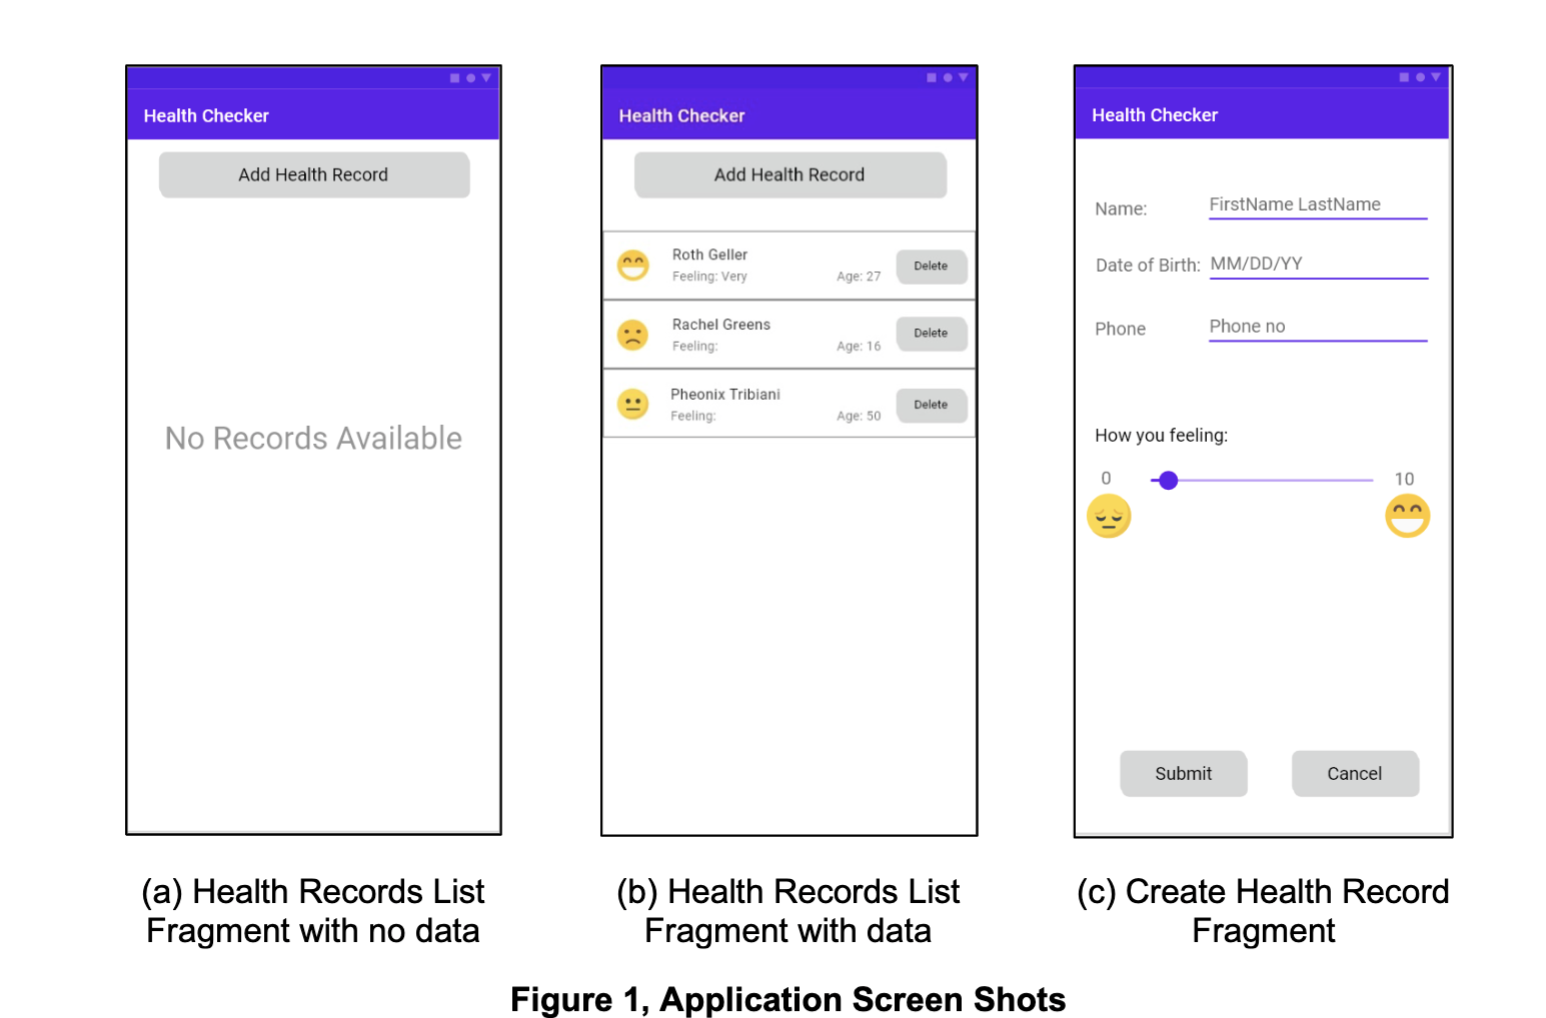 Health Checker
Add Health Record
No Records Available
(a) Health Records List
Fragment with no data
Health Checker
Add Health Record
Roth Geller
Feeling: Very
Age: 27
Delete
Rachel Greens
Feeling:
Age: 16
Delete
Pheonix Tribiani
Feeling:
Age: 50
Delete
(b) Health Records List
Fragment with data
Health Checker
Name:
FirstName LastName
Date of Birth:
MM/DD/YY
Phone
Phone no
How you feeling:
0
10
Submit
Cancel
(c) Create Health Record
Fragment
Figure 1, Application Screen Shots